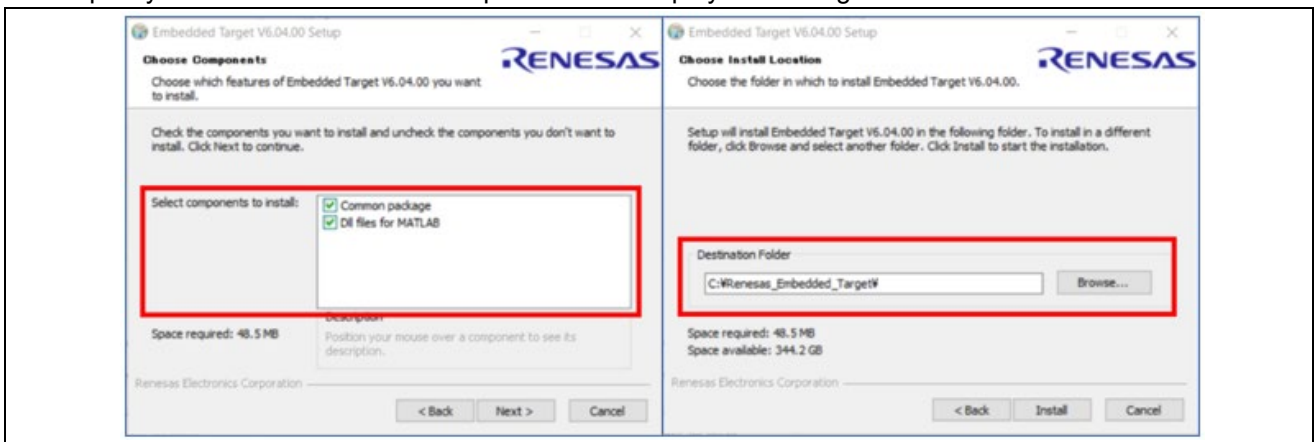 Embedded Target V6.04.00 Setup
RENESAS
Choose Components
Choose which features of Embedded Target V6.04.00 you want
to install.
Check the components you want to install and uncheck the components you don't want to
install. Click Next to continue.
Select components to install:
Common package
Dll files for MATLAB
Space required: 48.5 MB
Description
Position your mouse over a component to see its
description.
Renesas Electronics Corporation
< Back
Next >
Cancel
Embedded Target V6.04.00 Setup
RENESAS
Choose Install Location
Choose the folder in which to install Embedded Target V6.04.00.
Setup will install Embedded Target V6.04.00 in the following folder. To install in a different
folder, click Browse and select another folder. Click Install to start the installation.
Destination Folder
C:¥Renesas_Embedded_Target¥
Browse...
Space required: 48.5 MB
Space available: 344.2 GB
Renesas Electronics Corporation
< Back
Install
Cancel